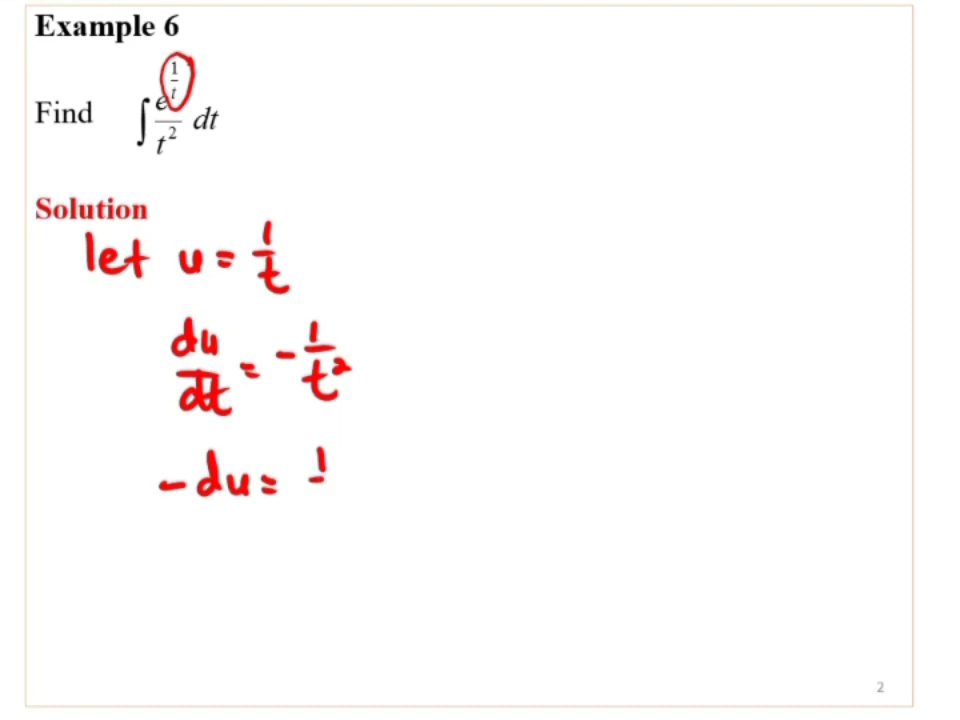 Example 6
Find ∫ e^(1/t) / t² dt
Solution
let u = 1/t
du/dt = - 1/t²
- du = 1
2